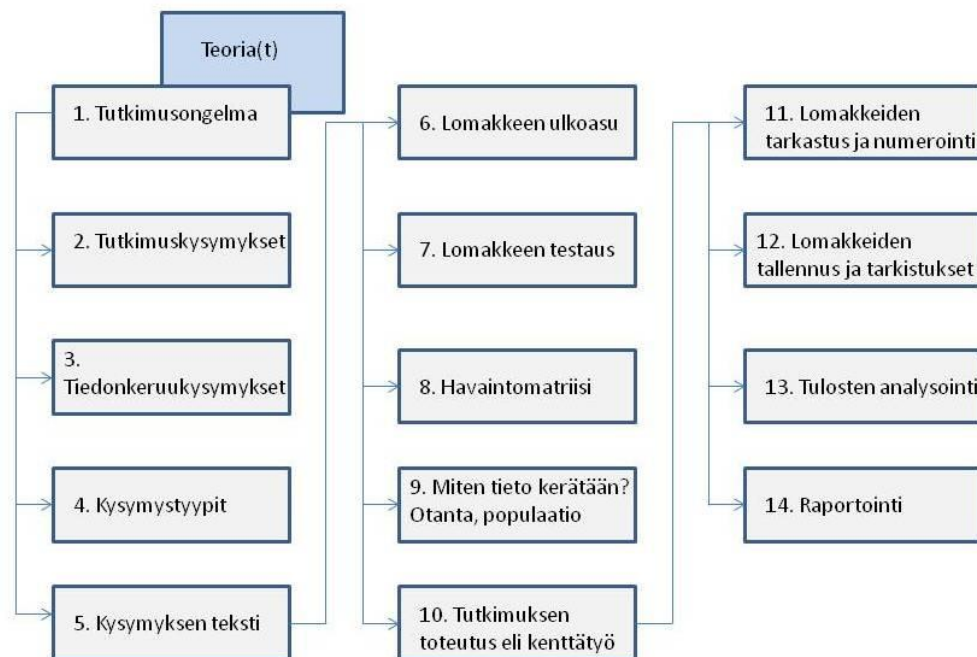 Teoria(t)
1. Tutkimusongelma
2. Tutkimuskysymykset
3.
Tiedonkeruukysymykset
4. Kysymystyypit
5. Kysymyksen teksti
6. Lomakkeen ulkoasu
7. Lomakkeen testaus
8. Havaintomatriisi
9. Miten tieto kerätään?
Otanta, populaatio
10. Tutkimuksen
toteutus eli kenttätyö
11. Lomakkeiden
tarkastus ja numerointi
12. Lomakkeiden
tallennus ja tarkistukset
13. Tulosten analysointi
14. Raportointi